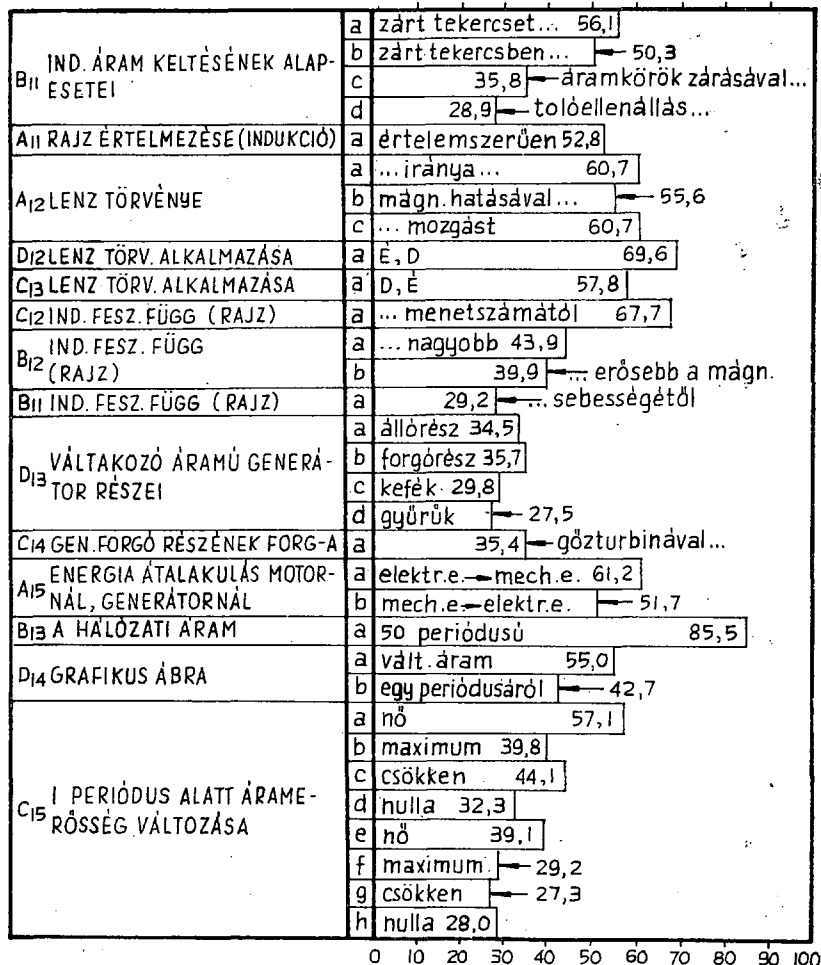 B11 IND. ÁRAM KELTÉSÉNEK ALAP-
ESETEI
a zárt tekercset... 56,1
b zárt tekercsben... 50,3
c 35,8 áramkörök zárásával...
d 28,9 tolóellenállás...
A11 RAJZ ÉRTELMEZÉSE (INDUKCIÓ) a értelemszerűen 52,8
A12 LENZ TÖRVÉNYE
a ...iránya... 60,7
b mágn. hatásával... 55,6
c ... mozgást 60,7
D12 LENZ TÖRV. ALKALMAZÁSA a É, D 69,6
C13 LENZ TÖRV. ALKALMAZÁSA a D, É 57,8
C12 IND. FESZ. FÜGG (RAJZ) a ... menetszámától 67,7
B12 IND. FESZ. FÜGG
(RAJZ)
a ...nagyobb 43,9
b 39,9 ... erősebb a mágn.
B11 IND. FESZ. FÜGG (RAJZ) a 29,2 ... sebességétől
D13 VÁLTAKOZÓ ÁRAMÚ GENERÁ-
TOR RÉSZEI
a állórész 34,5
b forgórész 35,7
c kefék 29,8
d gyűrűk 27,5
C14 GEN. FORGÓ RÉSZÉNEK FORG-A a 35,4 gőzturbinával...
A15 ENERGIA ÁTALAKULÁS MOTOR-
NÁL, GENERÁTORNÁL
a elektr.e.→mech.e. 61,2
b mech.e→elektr.e. 51,7
B13 A HÁLÓZATI ÁRAM a 50 periódusú 85,5
D14 GRAFIKUS ÁBRA
a vált. áram 55,0
b egy periódusáról 42,7
C15 1 PERIÓDUS ALATT ÁRAME-
RŐSSÉG VÁLTOZÁSA
a nő 57,1
b maximum 39,8
c csökken 44,1
d nulla 32,3
e nő 39,1
f maximum 29,2
g csökken 27,3
h nulla 28,0
0 10 20 30 40 50 60 70 80 90 100